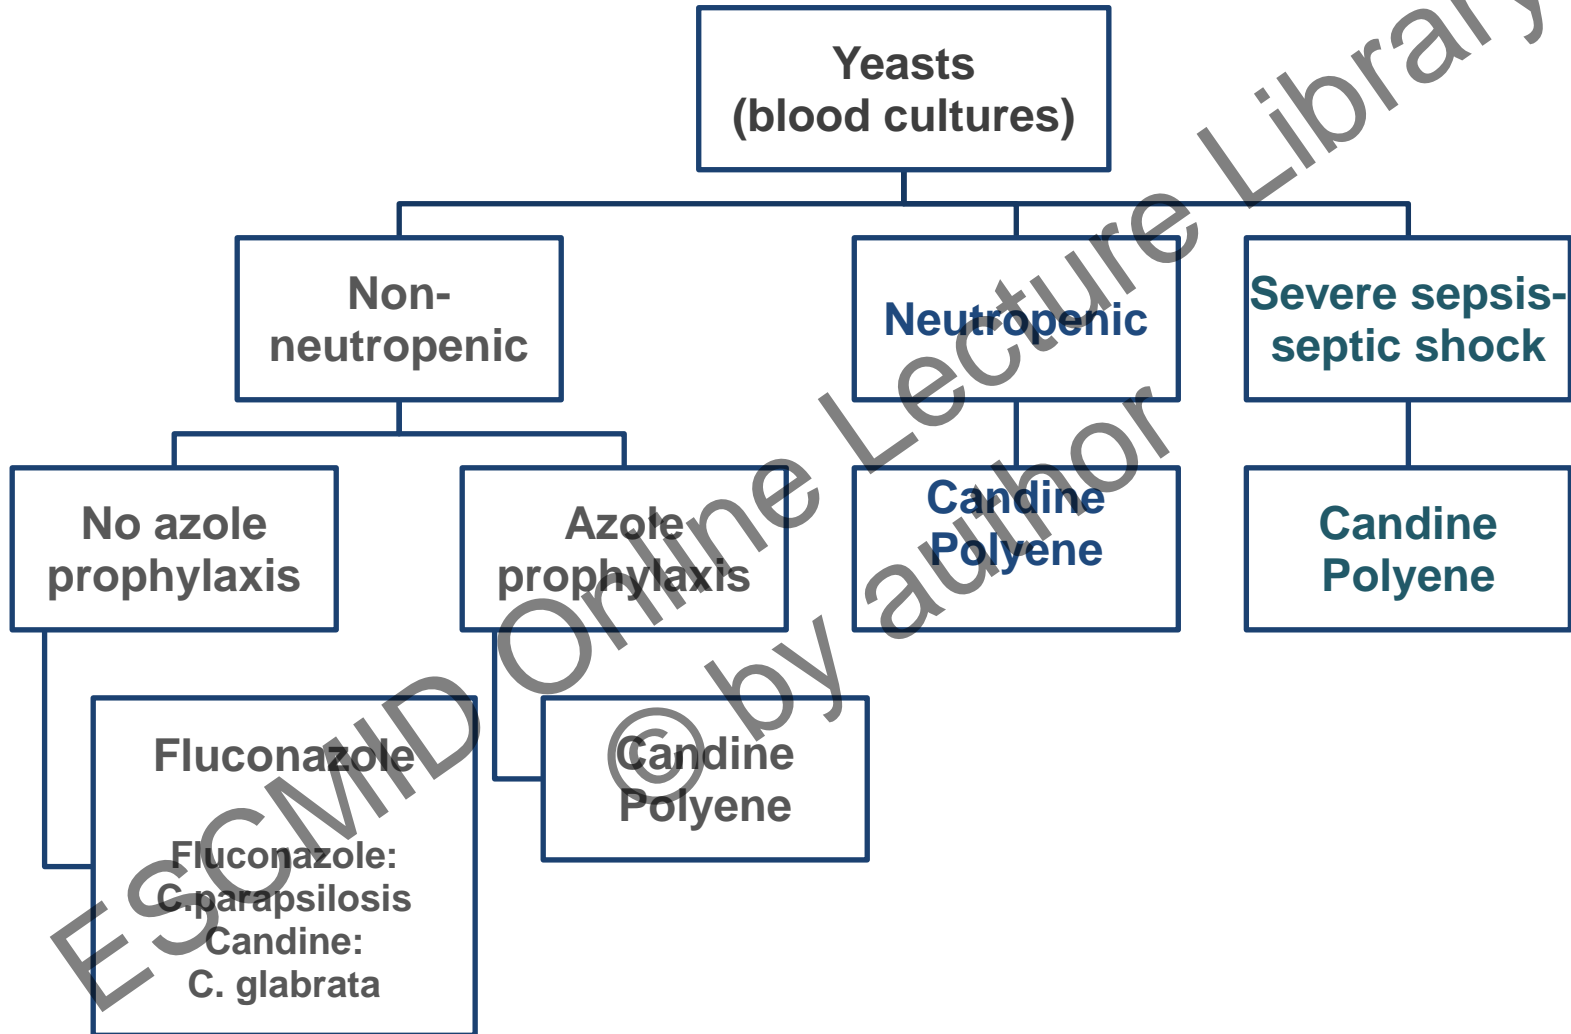 Yeasts
(blood cultures)
Non-
neutropenic
Neutropenic
Severe sepsis-
septic shock
No azole
prophylaxis
Azole
prophylaxis
Candine
Polyene
Candine
Polyene
Fluconazole
Fluconazole:
C.parapsilosis
Candine:
C. glabrata
Candine
Polyene
ESCMID Online Lecture Library
© by author